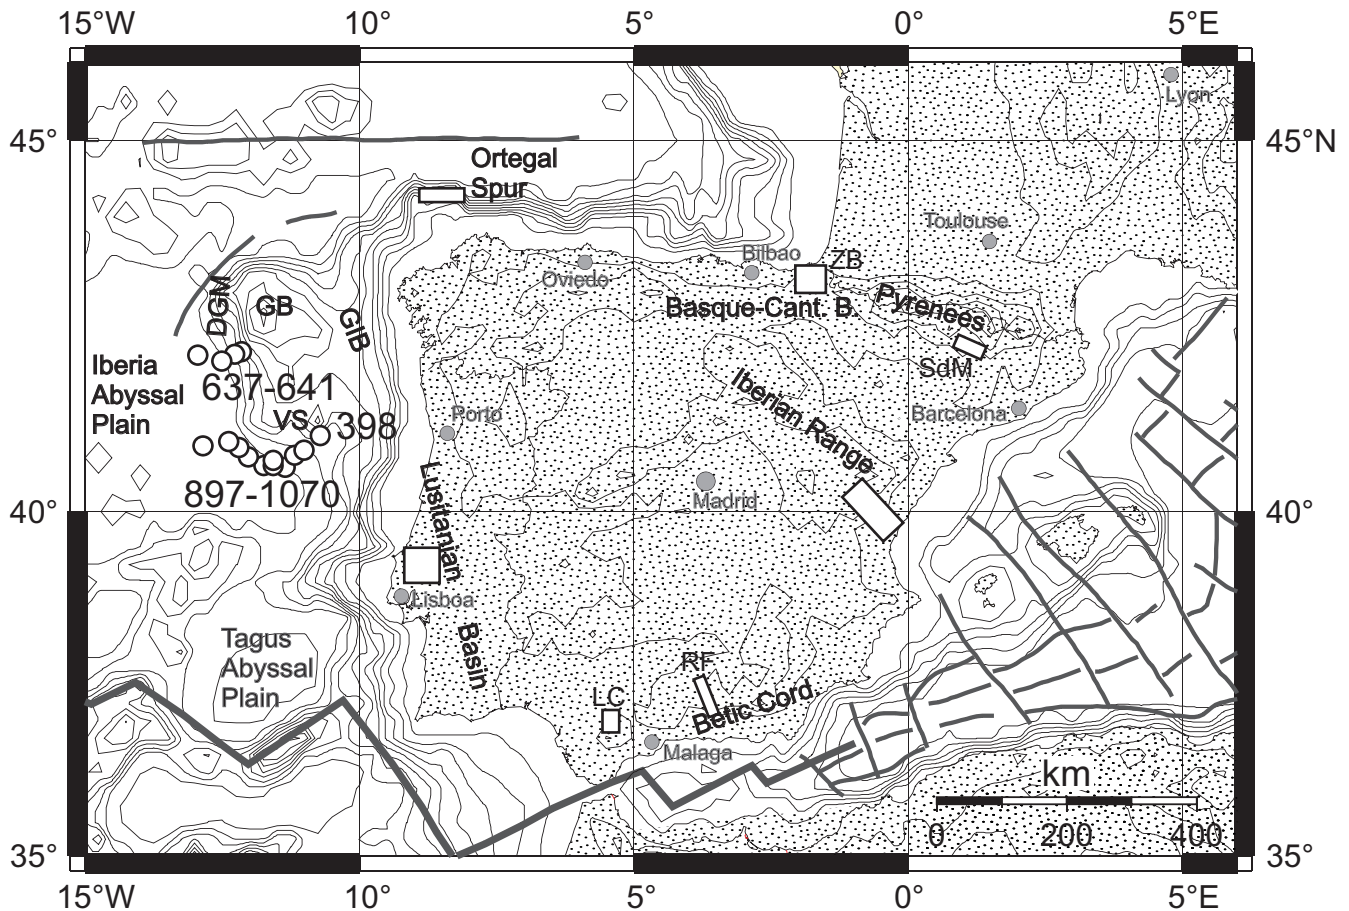 15°W 10° 5° 0° 5°E
Lyon
45° 45°N
Ortegal
Spur
Toulouse
Bilbao
ZB
Oviedo
DGM
GB
GIB
Basque-Cant. B.
Pyrenees
Iberia
Abyssal
Plain
SdM
637-641
Iberian Range
VS
398
Porto
Barcelona
897-1070
Madrid
40° 40°
Lusitanian
Basin
Lisboa
Tagus
Abyssal
Plain
RF
LC
Betic Cord.
Malaga
km
0 200 400
35° 35°
15°W 10° 5° 0° 5°E